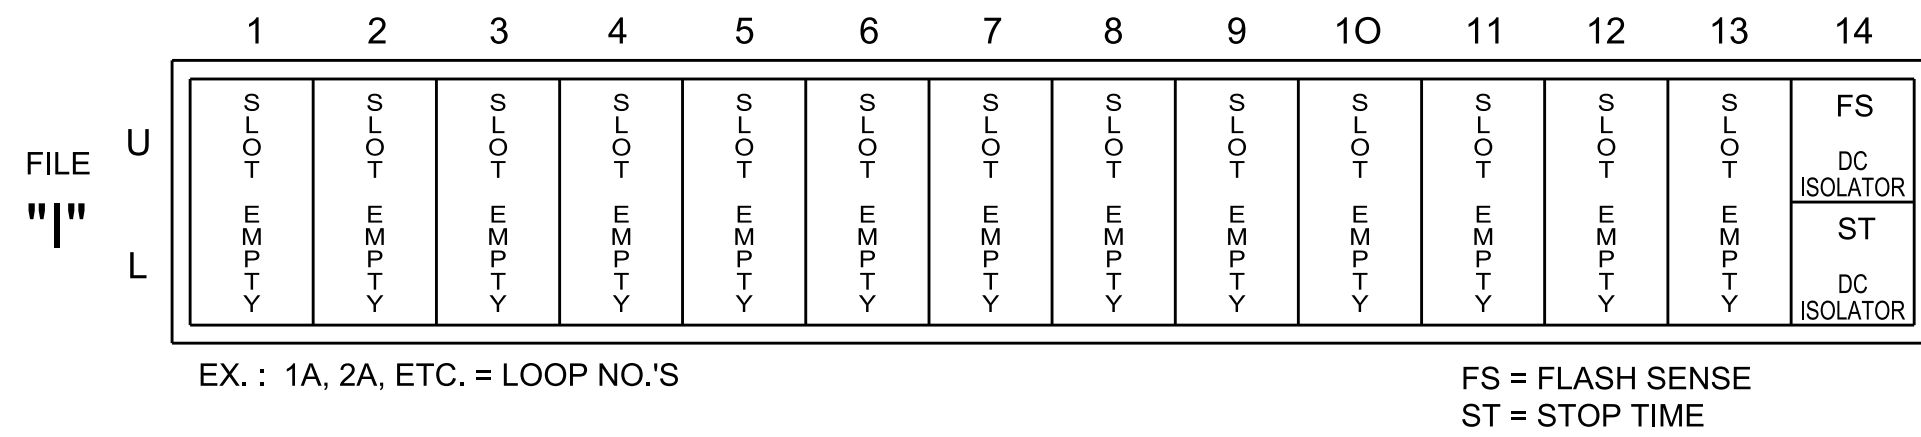 1 2 3 4 5 6 7 8 9 10 11 12 13 14
FILE "I"
U
L
SLOT EMPTY
SLOT EMPTY
SLOT EMPTY
SLOT EMPTY
SLOT EMPTY
SLOT EMPTY
SLOT EMPTY
SLOT EMPTY
SLOT EMPTY
SLOT EMPTY
SLOT EMPTY
SLOT EMPTY
SLOT EMPTY
FS
DC
ISOLATOR
ST
DC
ISOLATOR
EX. : 1A, 2A, ETC. = LOOP NO.'S
FS = FLASH SENSE
ST = STOP TIME